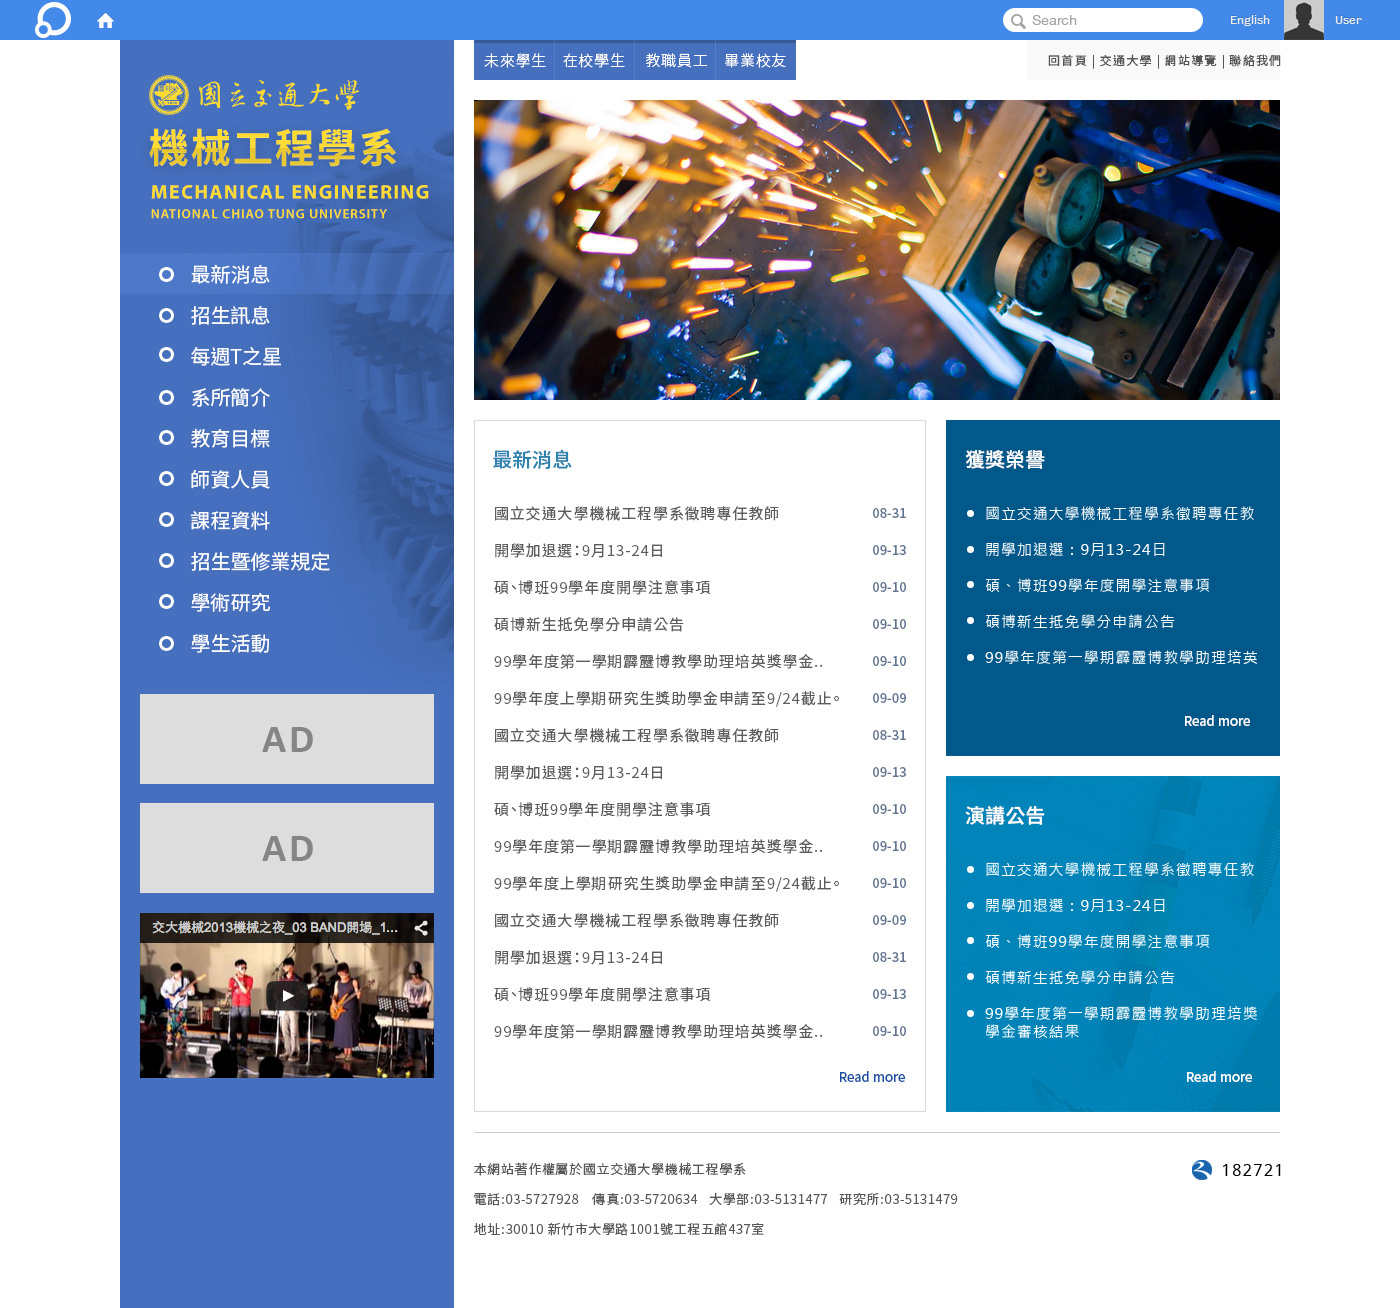 Search
English
User
國立交通大學
機械工程學系
MECHANICAL ENGINEERING
NATIONAL CHIAO TUNG UNIVERSITY
未來學生
在校學生
教職員工
畢業校友
回首頁 | 交通大學 | 網站導覽 | 聯絡我們
最新消息
招生訊息
每週T之星
系所簡介
教育目標
師資人員
課程資料
招生暨修業規定
學術研究
學生活動
AD
AD
交大機械2013機械之夜_03 BAND開場_1...
最新消息
國立交通大學機械工程學系徵聘專任教師 08-31
開學加退選：9月13-24日 09-13
碩、博班99學年度開學注意事項 09-10
碩博新生抵免學分申請公告 09-10
99學年度第一學期霹靂博教學助理培英獎學金.. 09-10
99學年度上學期研究生獎助學金申請至9/24截止。 09-09
國立交通大學機械工程學系徵聘專任教師 08-31
開學加退選：9月13-24日 09-13
碩、博班99學年度開學注意事項 09-10
99學年度第一學期霹靂博教學助理培英獎學金.. 09-10
99學年度上學期研究生獎助學金申請至9/24截止。 09-10
國立交通大學機械工程學系徵聘專任教師 09-09
開學加退選：9月13-24日 08-31
碩、博班99學年度開學注意事項 09-13
99學年度第一學期霹靂博教學助理培英獎學金.. 09-10
Read more
獲獎榮譽
國立交通大學機械工程學系徵聘專任教
開學加退選：9月13-24日
碩、博班99學年度開學注意事項
碩博新生抵免學分申請公告
99學年度第一學期霹靂博教學助理培英
Read more
演講公告
國立交通大學機械工程學系徵聘專任教
開學加退選：9月13-24日
碩、博班99學年度開學注意事項
碩博新生抵免學分申請公告
99學年度第一學期霹靂博教學助理培獎
學金審核結果
Read more
本網站著作權屬於國立交通大學機械工程學系
電話:03-5727928 傳真:03-5720634 大學部:03-5131477 研究所:03-5131479
地址:30010 新竹市大學路1001號工程五館437室
182721